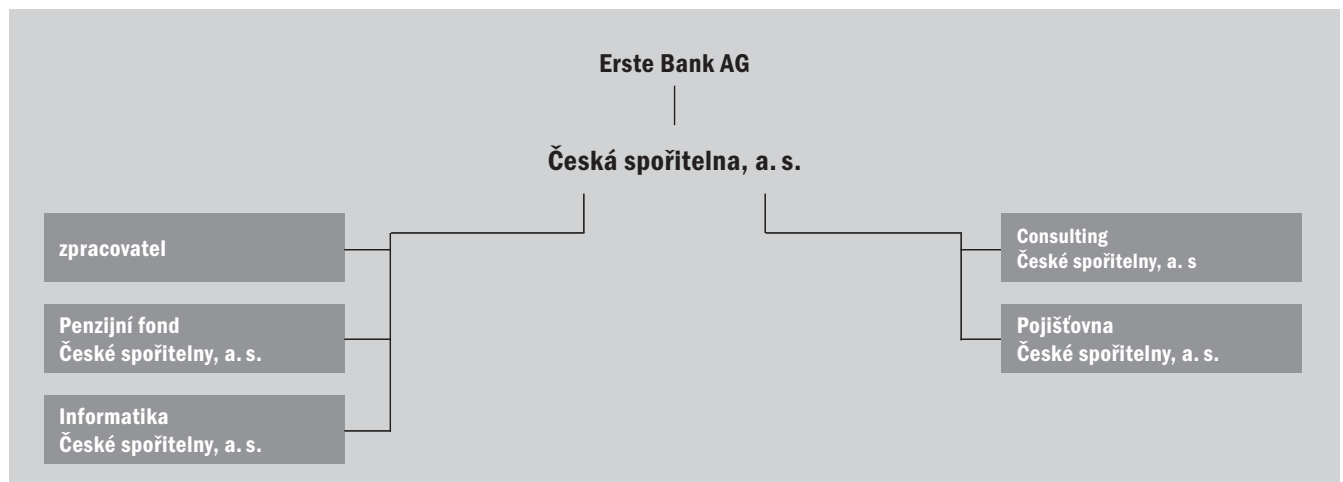 Erste Bank AG
Česká spořitelna, a. s.
zpracovatel
Penzijní fond
České spořitelny, a. s.
Informatika
České spořitelny, a. s.
Consulting
České spořitelny, a. s
Pojišťovna
České spořitelny, a. s.